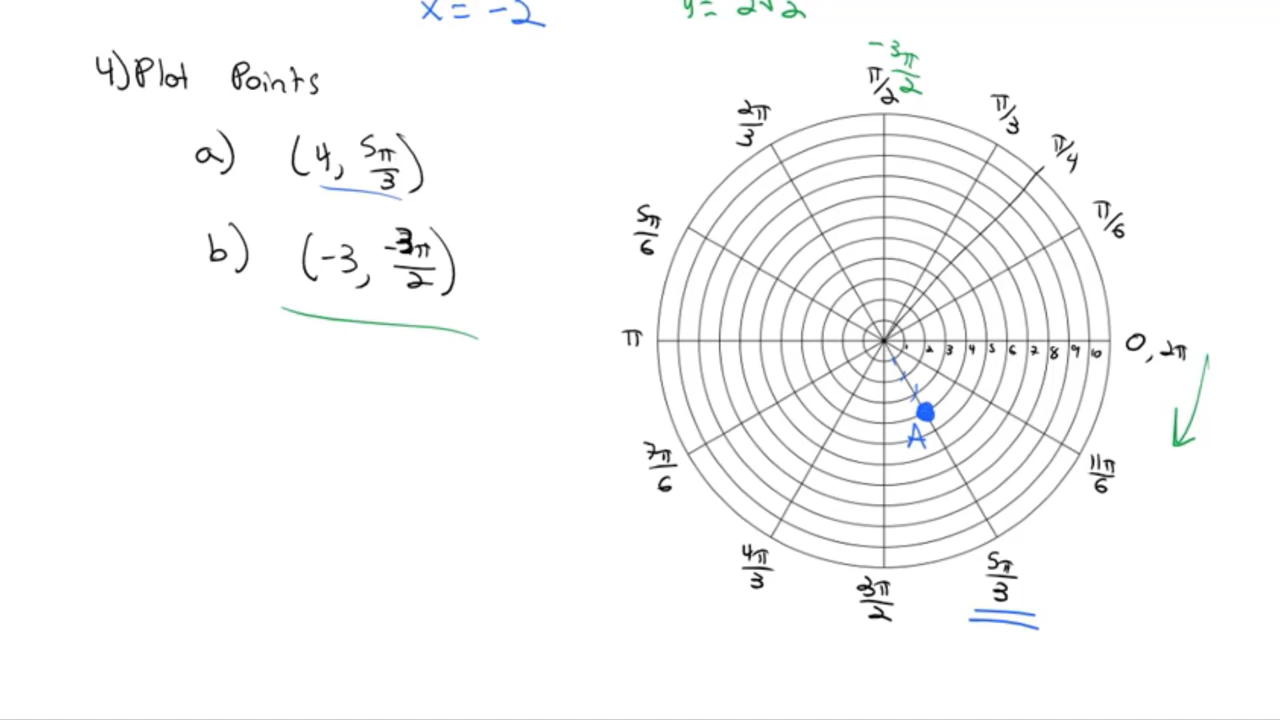 x = -2
y = 2√2
4) Plot Points
a) (4, 5π/3)
b) (-3, -3π/2)
-3π/2
π/2
2π/3
π/3
π/4
5π/6
π/6
π
1 2 3 4 5 6 7 8 9 10
0, 2π
A
7π/6
11π/6
4π/3
3π/2
5π/3